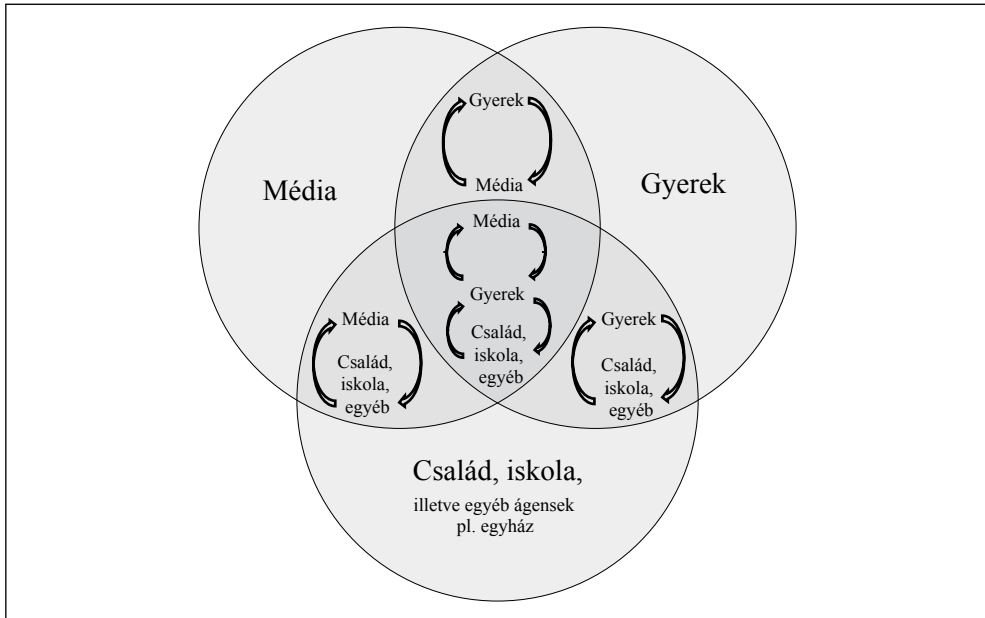 Gyerek
Média
Média
Gyerek
Média
Gyerek
Család,
iskola,
egyéb
Média
Család,
iskola,
egyéb
Gyerek
Család,
iskola,
egyéb
Család, iskola,
illetve egyéb ágensek
pl. egyház